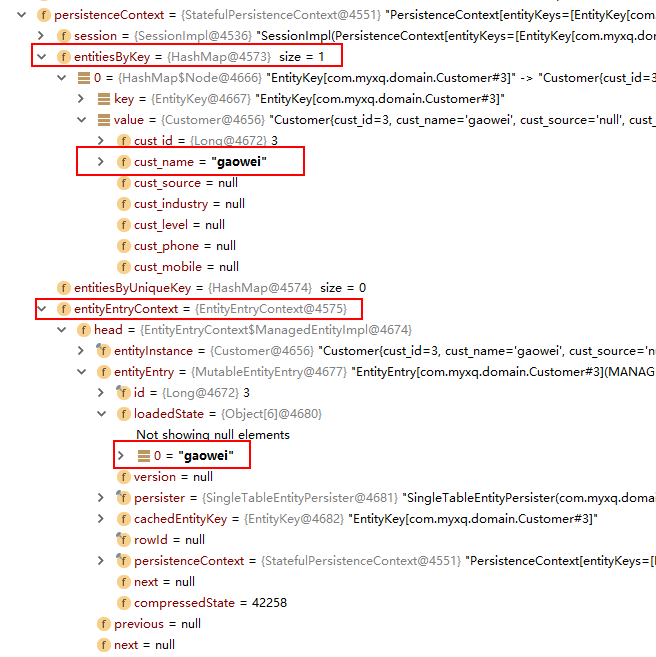 persistenceContext = {StatefulPersistenceContext@4551} "PersistenceContext[entityKeys=[EntityKey[com.
session = {SessionImpl@4536} "SessionImpl(PersistenceContext[entityKeys=[EntityKey[com.myxq.do
entitiesByKey = {HashMap@4573} size = 1
0 = {HashMap$Node@4666} "EntityKey[com.myxq.domain.Customer#3]" -> "Customer{cust_id=3
key = {EntityKey@4667} "EntityKey[com.myxq.domain.Customer#3]"
value = {Customer@4656} "Customer{cust_id=3, cust_name='gaowei', cust_source='null', cust_
cust_id = {Long@4672} 3
cust_name = "gaowei"
cust_source = null
cust_industry = null
cust_level = null
cust_phone = null
cust_mobile = null
entitiesByUniqueKey = {HashMap@4574} size = 0
entityEntryContext = {EntityEntryContext@4575}
head = {EntityEntryContext$ManagedEntityImpl@4674}
entityInstance = {Customer@4656} "Customer{cust_id=3, cust_name='gaowei', cust_source='nu
entityEntry = {MutableEntityEntry@4677} "EntityEntry[com.myxq.domain.Customer#3](MANAG
id = {Long@4672} 3
loadedState = {Object[6]@4680}
Not showing null elements
0 = "gaowei"
version = null
persister = {SingleTableEntityPersister@4681} "SingleTableEntityPersister(com.myxq.doma
cachedEntityKey = {EntityKey@4682} "EntityKey[com.myxq.domain.Customer#3]"
rowId = null
persistenceContext = {StatefulPersistenceContext@4551} "PersistenceContext[entityKeys=[
next = null
compressedState = 42258
previous = null
next = null